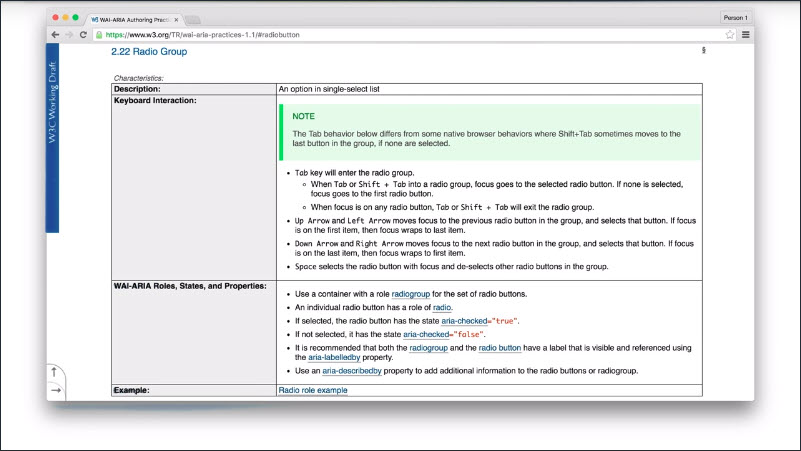 WAI-ARIA Authoring Practi
Person 1
https://www.w3.org/TR/wai-aria-practices-1.1/#radiobutton
W3C Working Draft
2.22 Radio Group
§
Characteristics:
Description:
An option in single-select list
Keyboard Interaction:
NOTE
The Tab behavior below differs from some native browser behaviors where Shift+Tab sometimes moves to the
last button in the group, if none are selected.
• Tab key will enter the radio group.
◦ When Tab or Shift + Tab into a radio group, focus goes to the selected radio button. If none is selected,
focus goes to the first radio button.
◦ When focus is on any radio button, Tab or Shift + Tab will exit the radio group.
• Up Arrow and Left Arrow moves focus to the previous radio button in the group, and selects that button. If focus
is on the first item, then focus wraps to last item.
• Down Arrow and Right Arrow moves focus to the next radio button in the group, and selects that button. If focus
is on the last item, then focus wraps to first item.
• Space selects the radio button with focus and de-selects other radio buttons in the group.
WAI-ARIA Roles, States, and Properties:
• Use a container with a role radiogroup for the set of radio buttons.
• An individual radio button has a role of radio.
• If selected, the radio button has the state aria-checked="true".
• If not selected, it has the state aria-checked="false".
• It is recommended that both the radiogroup and the radio button have a label that is visible and referenced using
the aria-labelledby property.
• Use an aria-describedby property to add additional information to the radio buttons or radiogroup.
Example:
Radio role example